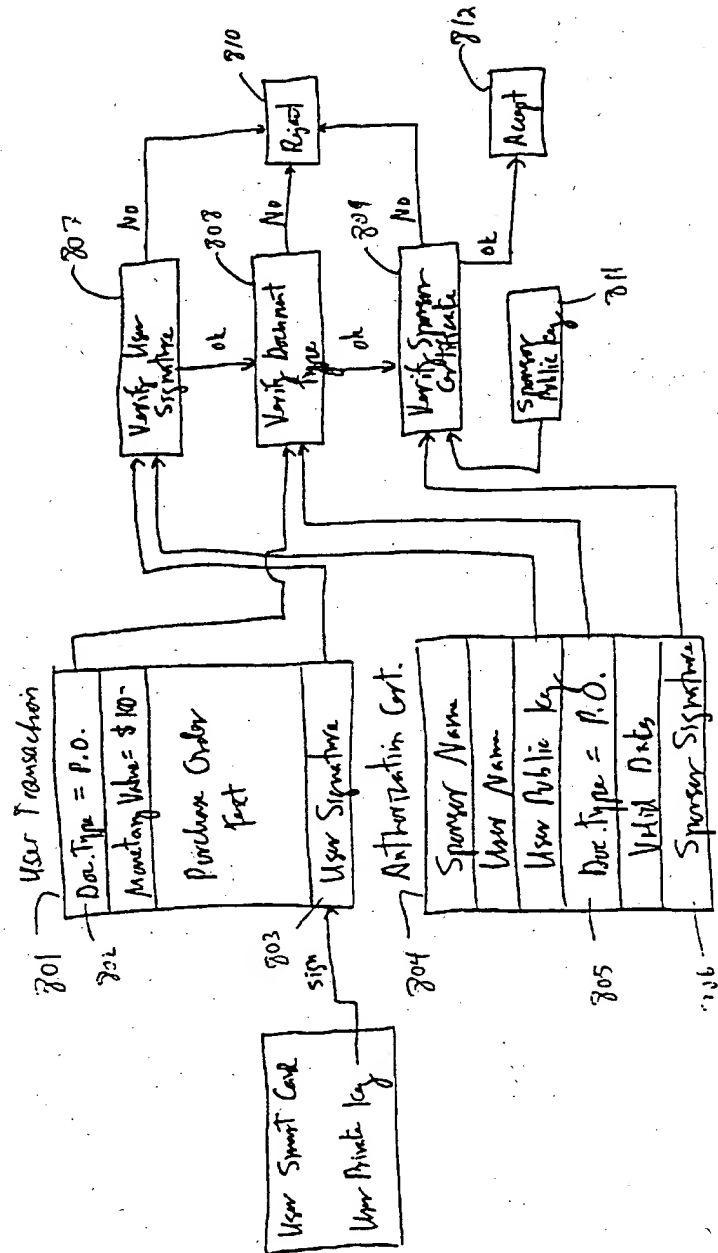 User Smart Card
User Private Key
sign
801
User Transaction
802
Doc. Type = P.O.
Monetary Value = $100-
Purchase Order
Text
803
User Signature
804
Authorization Cert.
Sponsor Name
User Name
User Public Key
805
Doc. Type = P.O.
Valid Dates
Sponsor Signature
807
Verify User
Signature
No
ok
808
Verify Document
Type
No
ok
809
Verify Sponsor
Certificate
No
ok
810
Reject
811
Sponsor
Public Key
812
Accept